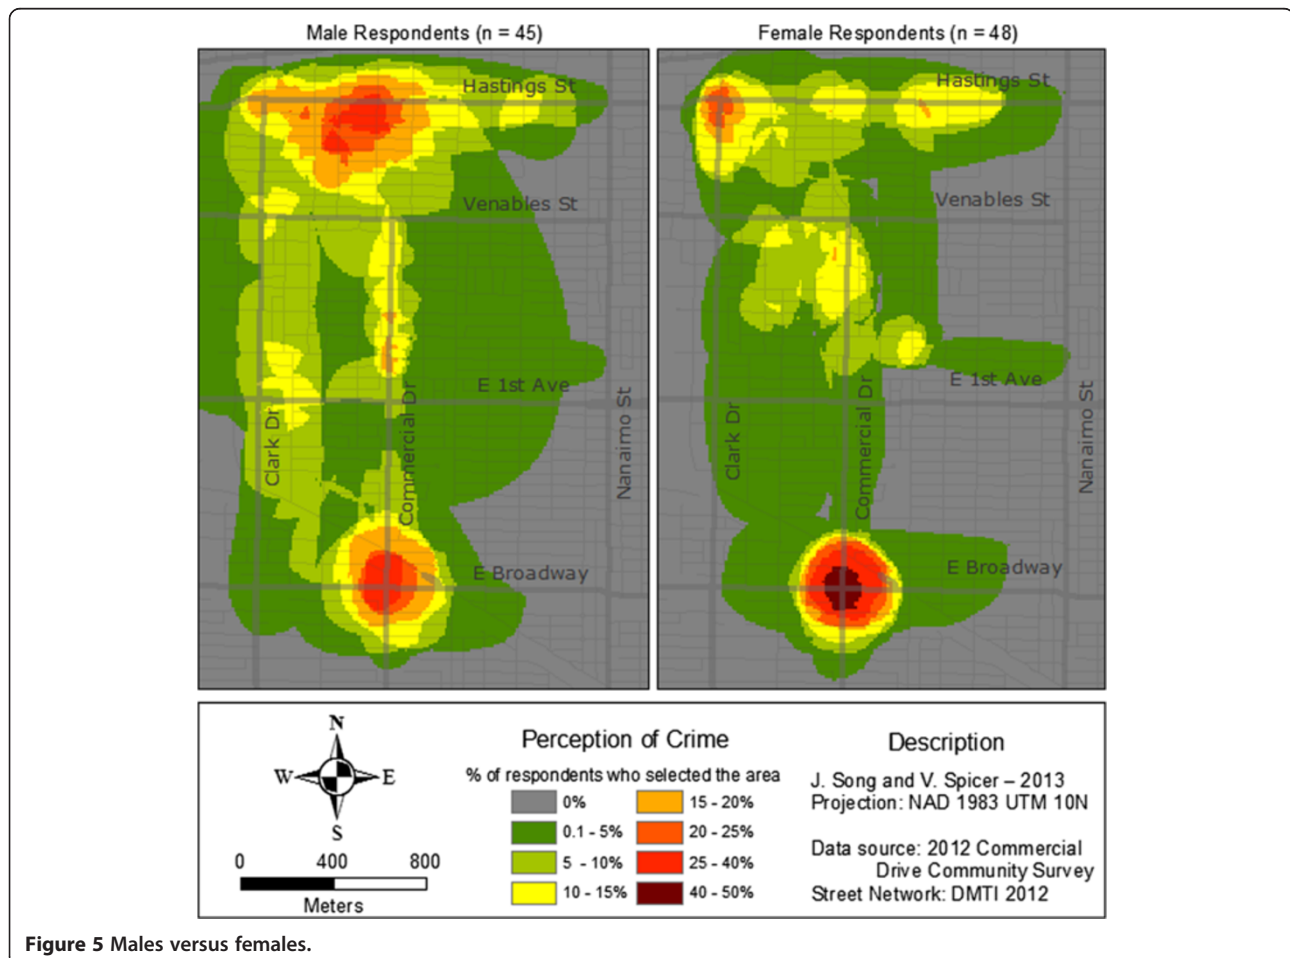 Male Respondents (n = 45)
Female Respondents (n = 48)
Hastings St
Venables St
E 1st Ave
Clark Dr
Commercial Dr
Nanaimo St
E Broadway
Hastings St
Venables St
E 1st Ave
Clark Dr
Commercial Dr
Nanaimo St
E Broadway
N
W
E
S
0 400 800
Meters
Perception of Crime
% of respondents who selected the area
0%
0.1 - 5%
5 - 10%
10 - 15%
15 - 20%
20 - 25%
25 - 40%
40 - 50%
Description
J. Song and V. Spicer – 2013
Projection: NAD 1983 UTM 10N
Data source: 2012 Commercial
Drive Community Survey
Street Network: DMTI 2012
Figure 5 Males versus females.